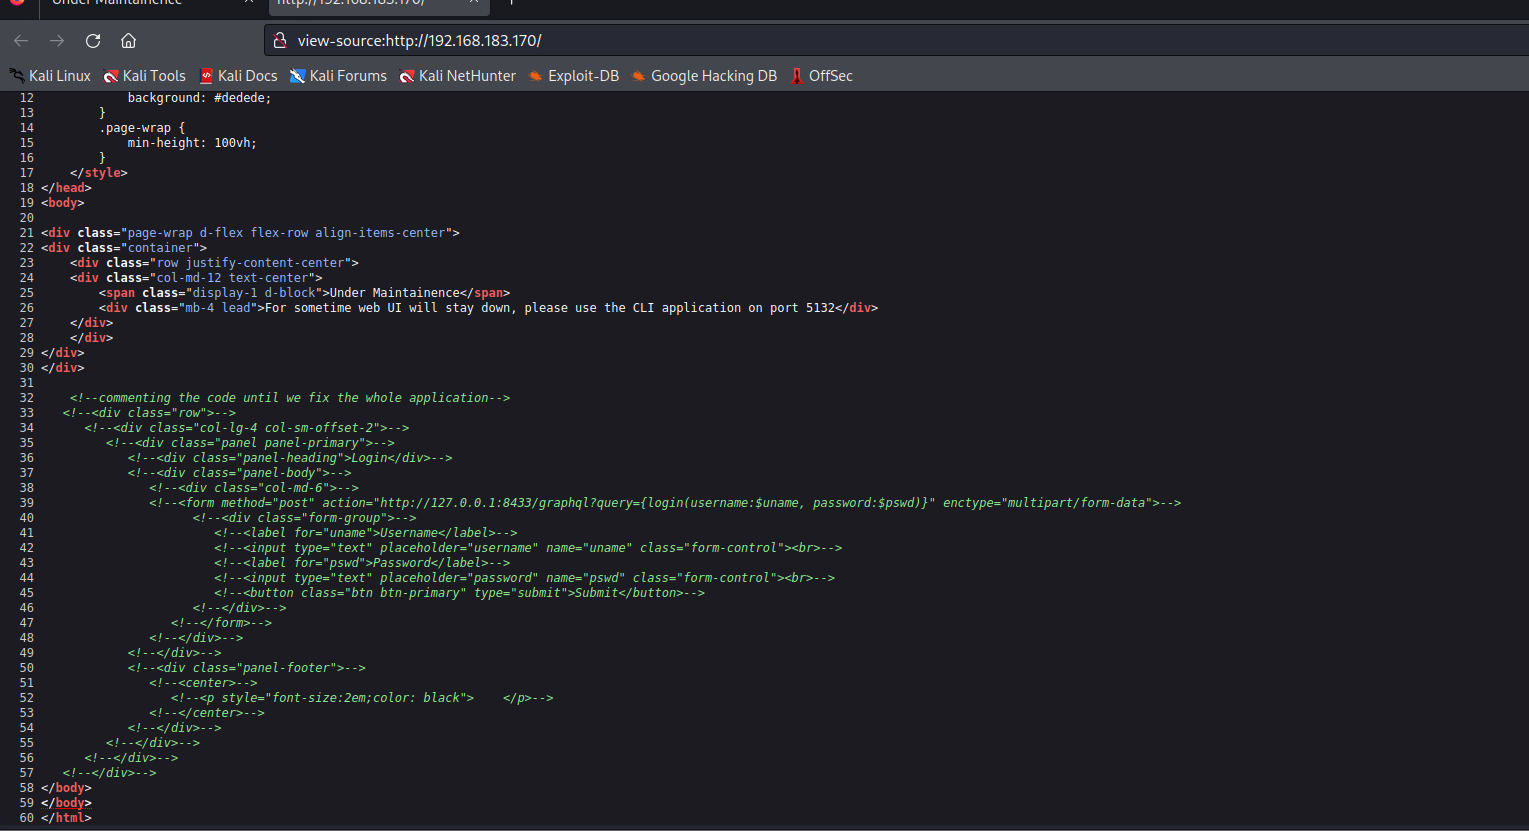 Under Maintainence
http://192.168.183.170/
view-source:http://192.168.183.170/
Kali Linux Kali Tools Kali Docs Kali Forums Kali NetHunter Exploit-DB Google Hacking DB OffSec
12 background: #dedede;
13 }
14 .page-wrap {
15 min-height: 100vh;
16 }
17 </style>
18 </head>
19 <body>
20
21 <div class="page-wrap d-flex flex-row align-items-center">
22 <div class="container">
23 <div class="row justify-content-center">
24 <div class="col-md-12 text-center">
25 <span class="display-1 d-block">Under Maintainence</span>
26 <div class="mb-4 lead">For sometime web UI will stay down, please use the CLI application on port 5132</div>
27 </div>
28 </div>
29 </div>
30 </div>
31
32 <!--commenting the code until we fix the whole application-->
33 <!--<div class="row">-->
34 <!--<div class="col-lg-4 col-sm-offset-2">-->
35 <!--<div class="panel panel-primary">-->
36 <!--<div class="panel-heading">Login</div>-->
37 <!--<div class="panel-body">-->
38 <!--<div class="col-md-6">-->
39 <!--<form method="post" action="http://127.0.0.1:8433/graphql?query={login(username:$uname, password:$pswd)}" enctype="multipart/form-data">-->
40 <!--<div class="form-group">-->
41 <!--<label for="uname">Username</label>-->
42 <!--<input type="text" placeholder="username" name="uname" class="form-control"><br>-->
43 <!--<label for="pswd">Password</label>-->
44 <!--<input type="text" placeholder="password" name="pswd" class="form-control"><br>-->
45 <!--<button class="btn btn-primary" type="submit">Submit</button>-->
46 <!--</div>-->
47 <!--</form>-->
48 <!--</div>-->
49 <!--</div>-->
50 <!--<div class="panel-footer">-->
51 <!--<center>-->
52 <!--<p style="font-size:2em;color: black">    </p>-->
53 <!--</center>-->
54 <!--</div>-->
55 <!--</div>-->
56 <!--</div>-->
57 <!--</div>-->
58 </body>
59 </body>
60 </html>